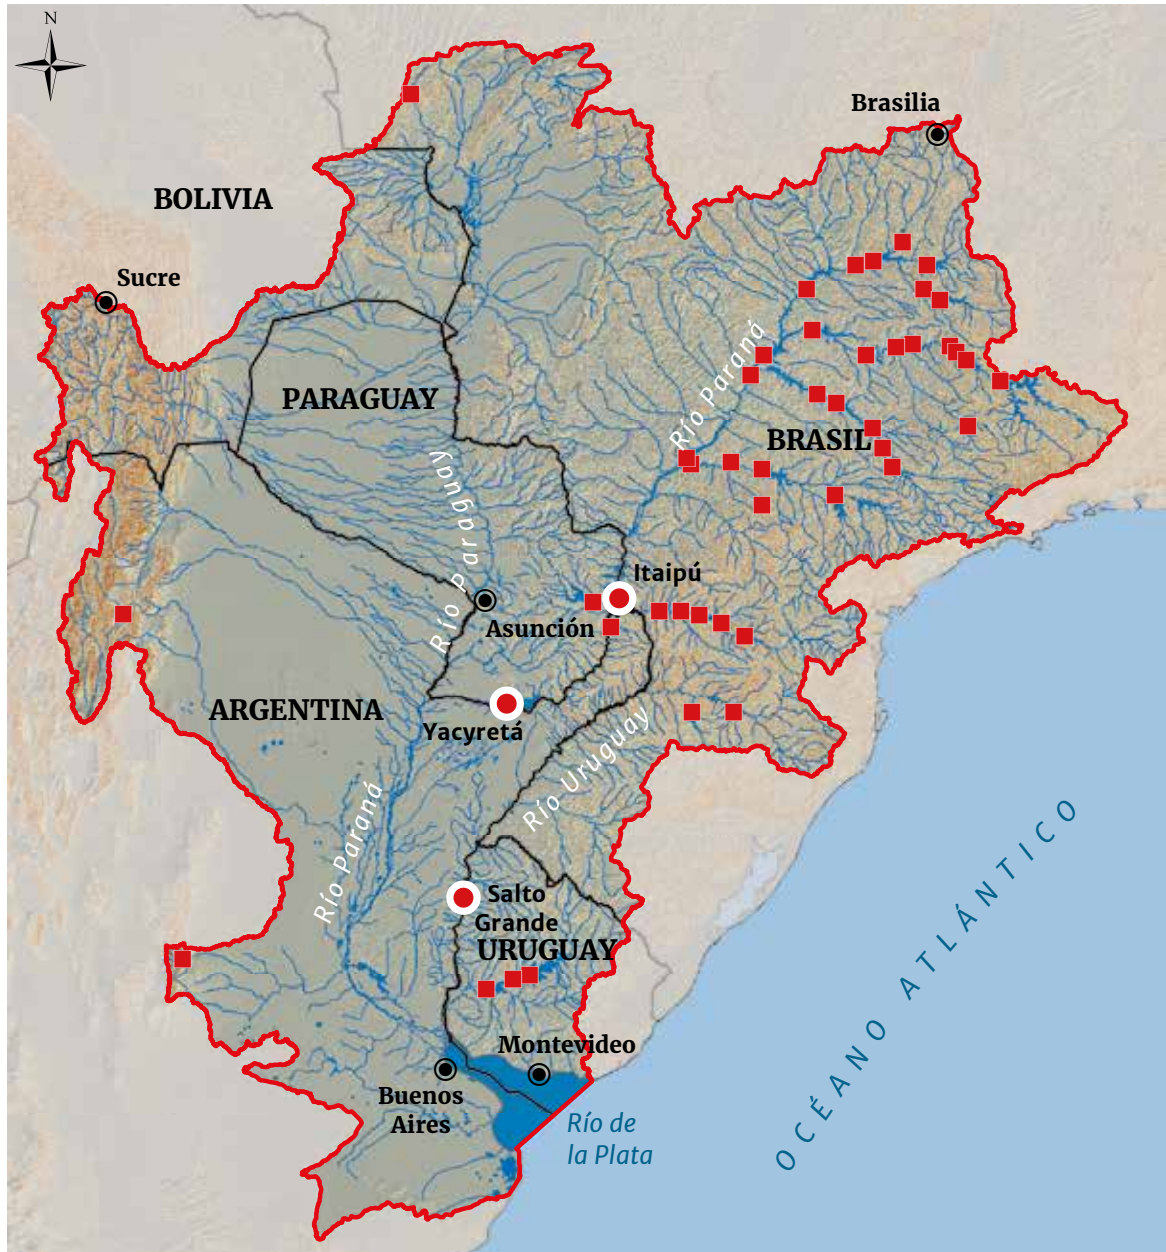 N
Brasilia
BOLIVIA
Sucre
Río Paraná
PARAGUAY
BRASIL
Río Paraguay
Itaipú
Asunción
ARGENTINA
Yacyretá
Río Uruguay
Río Paraná
Salto
Grande
URUGUAY
OCÉANO ATLÁNTICO
Montevideo
Buenos
Aires
Río de
la Plata